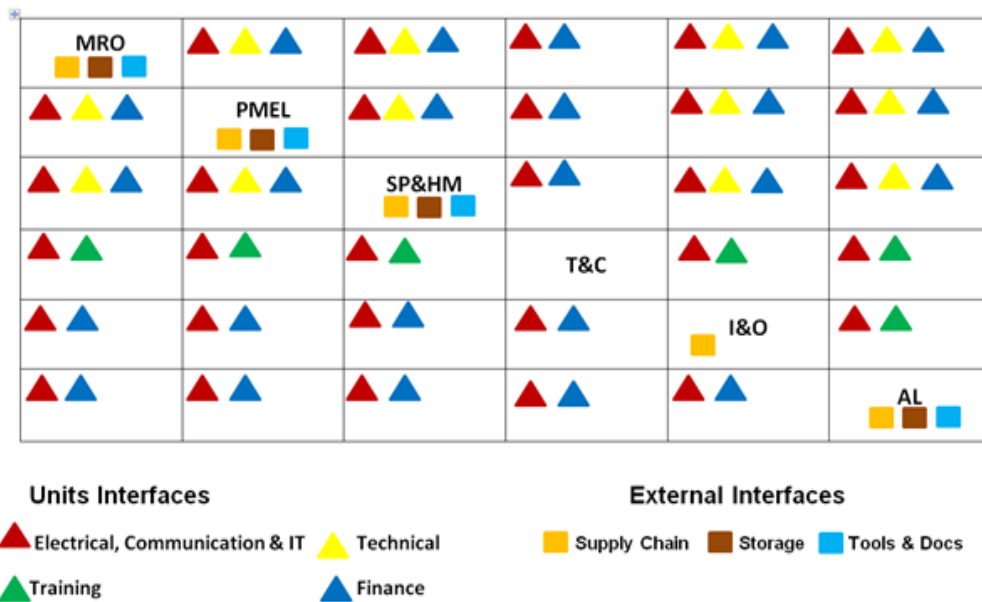 MRO
PMEL
SP&HM
T&C
I&O
AL
Units Interfaces
External Interfaces
Electrical, Communication & IT
Technical
Supply Chain
Storage
Tools & Docs
Training
Finance